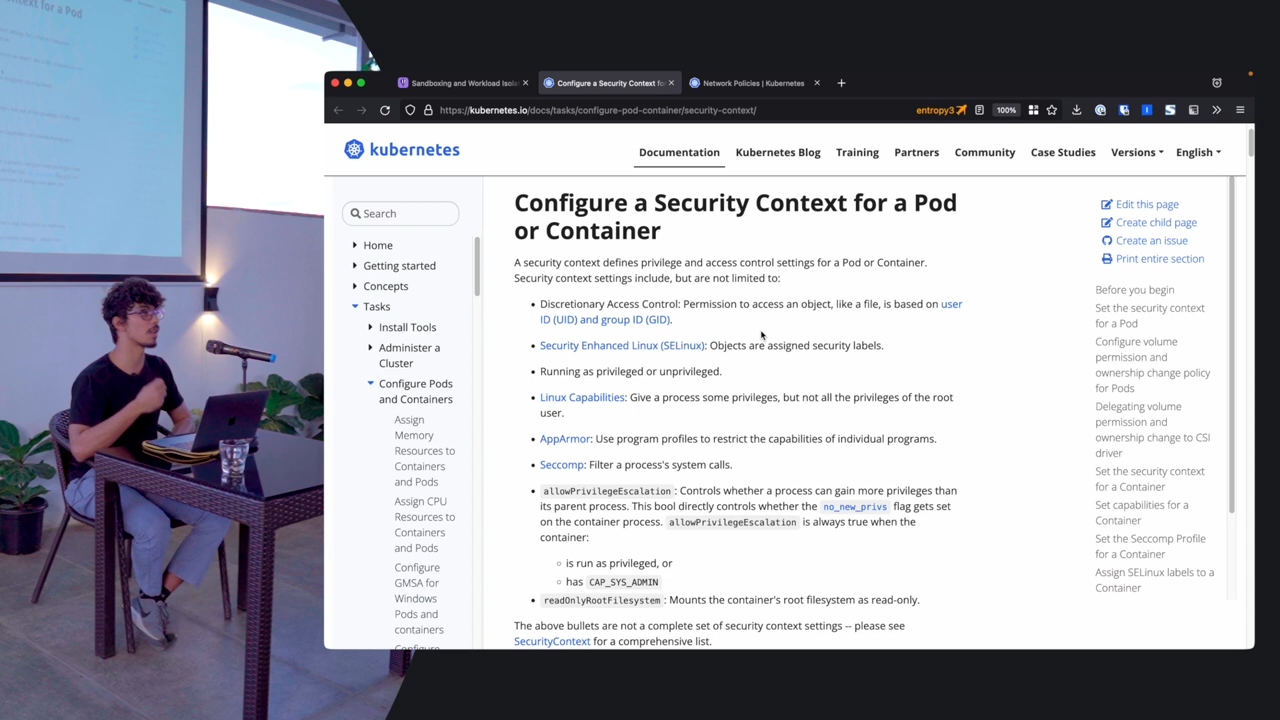 ntext for a Pod
Sandboxing and Workload Isola
Configure a Security Context fo
Network Policies | Kubernetes
https://kubernetes.io/docs/tasks/configure-pod-container/security-context/
entropy3
100%
kubernetes
Documentation
Kubernetes Blog
Training
Partners
Community
Case Studies
Versions
English
Search
Home
Getting started
Concepts
Tasks
Install Tools
Administer a
Cluster
Configure Pods
and Containers
Assign
Memory
Resources to
Containers
and Pods
Assign CPU
Resources to
Containers
and Pods
Configure
GMSA for
Windows
Pods and
containers
Configure
Configure a Security Context for a Pod
or Container
A security context defines privilege and access control settings for a Pod or Container.
Security context settings include, but are not limited to:
• Discretionary Access Control: Permission to access an object, like a file, is based on user
ID (UID) and group ID (GID).
• Security Enhanced Linux (SELinux): Objects are assigned security labels.
• Running as privileged or unprivileged.
• Linux Capabilities: Give a process some privileges, but not all the privileges of the root
user.
• AppArmor: Use program profiles to restrict the capabilities of individual programs.
• Seccomp: Filter a process's system calls.
• allowPrivilegeEscalation: Controls whether a process can gain more privileges than
its parent process. This bool directly controls whether the no_new_privs flag gets set
on the container process. allowPrivilegeEscalation is always true when the
container:
◦ is run as privileged, or
◦ has CAP_SYS_ADMIN
• readOnlyRootFilesystem: Mounts the container's root filesystem as read-only.
The above bullets are not a complete set of security context settings -- please see
SecurityContext for a comprehensive list.
Edit this page
Create child page
Create an issue
Print entire section
Before you begin
Set the security context
for a Pod
Configure volume
permission and
ownership change policy
for Pods
Delegating volume
permission and
ownership change to CSI
driver
Set the security context
for a Container
Set capabilities for a
Container
Set the Seccomp Profile
for a Container
Assign SELinux labels to a
Container